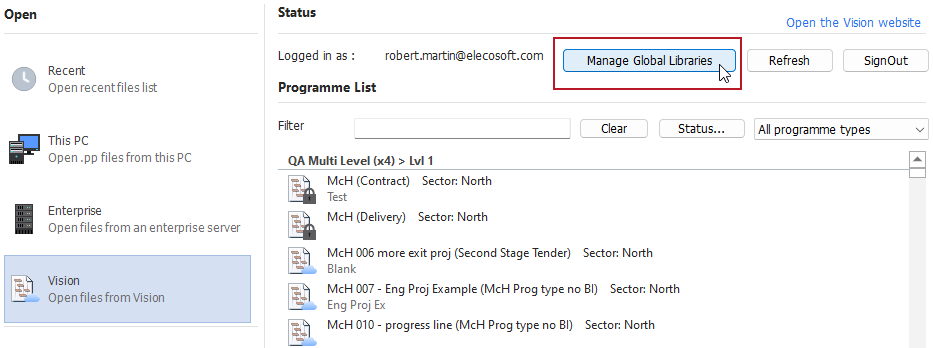 Open
Recent
Open recent files list
This PC
Open .pp files from this PC
Enterprise
Open files from an enterprise server
Vision
Open files from Vision
Status
Open the Vision website
Logged in as : robert.martin@elecosoft.com Manage Global Libraries Refresh SignOut
Programme List
Filter Clear Status... All programme types
QA Multi Level (x4) > Lvl 1
McH (Contract) Sector: North
Test
McH (Delivery) Sector: North
McH 006 more exit proj (Second Stage Tender) Sector: North
Blank
McH 007 - Eng Proj Example (McH Prog type no BI) Sector: North
Eng Proj Ex
McH 010 - progress line (McH Prog type no BI) Sector: North